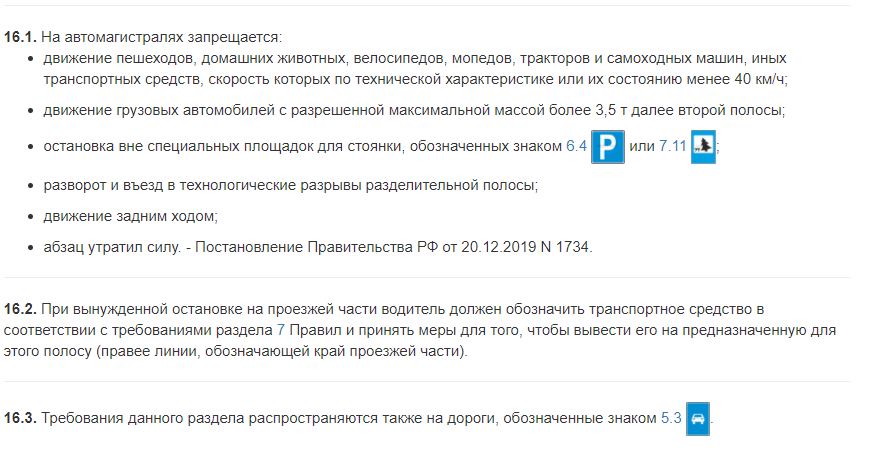 16.1. На автомагистралях запрещается:
движение пешеходов, домашних животных, велосипедов, мопедов, тракторов и самоходных машин, иных
транспортных средств, скорость которых по технической характеристике или их состоянию менее 40 км/ч;
движение грузовых автомобилей с разрешенной максимальной массой более 3,5 т далее второй полосы;
остановка вне специальных площадок для стоянки, обозначенных знаком 6.4 P или 7.11 ;
разворот и въезд в технологические разрывы разделительной полосы;
движение задним ходом;
абзац утратил силу. - Постановление Правительства РФ от 20.12.2019 N 1734.
16.2. При вынужденной остановке на проезжей части водитель должен обозначить транспортное средство в
соответствии с требованиями раздела 7 Правил и принять меры для того, чтобы вывести его на предназначенную для
этого полосу (правее линии, обозначающей край проезжей части).
16.3. Требования данного раздела распространяются также на дороги, обозначенные знаком 5.3 .